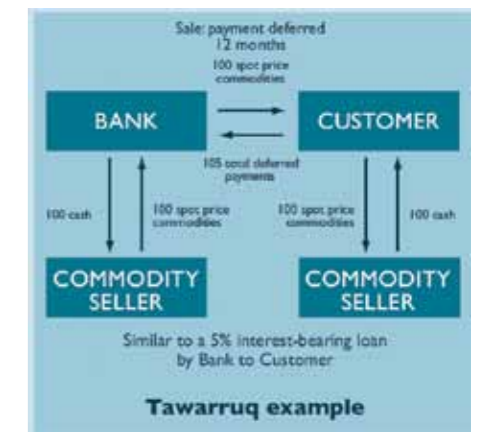 Sale: payment deferred
12 months
100 spot price
commodities
BANK
CUSTOMER
105 total deferred
payments
100 cash
100 spot price
commodities
100 spot price
commodities
100 cash
COMMODITY
SELLER
COMMODITY
SELLER
Similar to a 5% interest-bearing loan
by Bank to Customer
Tawarruq example